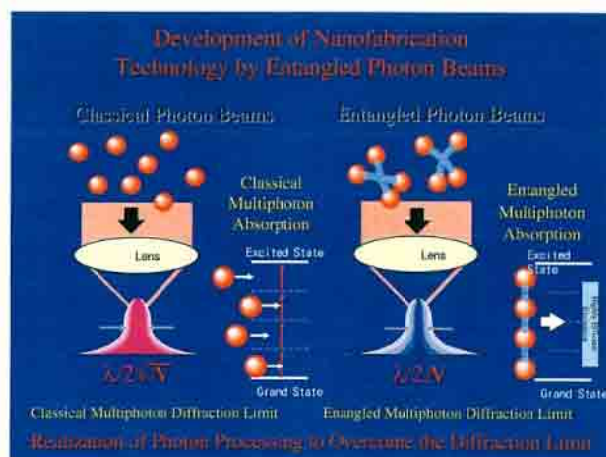 Development of Nanofabrication
Technology by Entangled Photon Beams
Classical Photon Beams
Entangled Photon Beams
Classical
Multiphoton
Absorption
Entangled
Multiphoton
Absorption
Lens
Excited State
Grand State
λ/2√N
Lens
Excited
State
Grand State
λ/2N
Classical Multiphoton Diffraction Limit
Enangled Multiphoton Diffraction Limit
Realization of Photon Processing to Overcome the Diffraction Limit